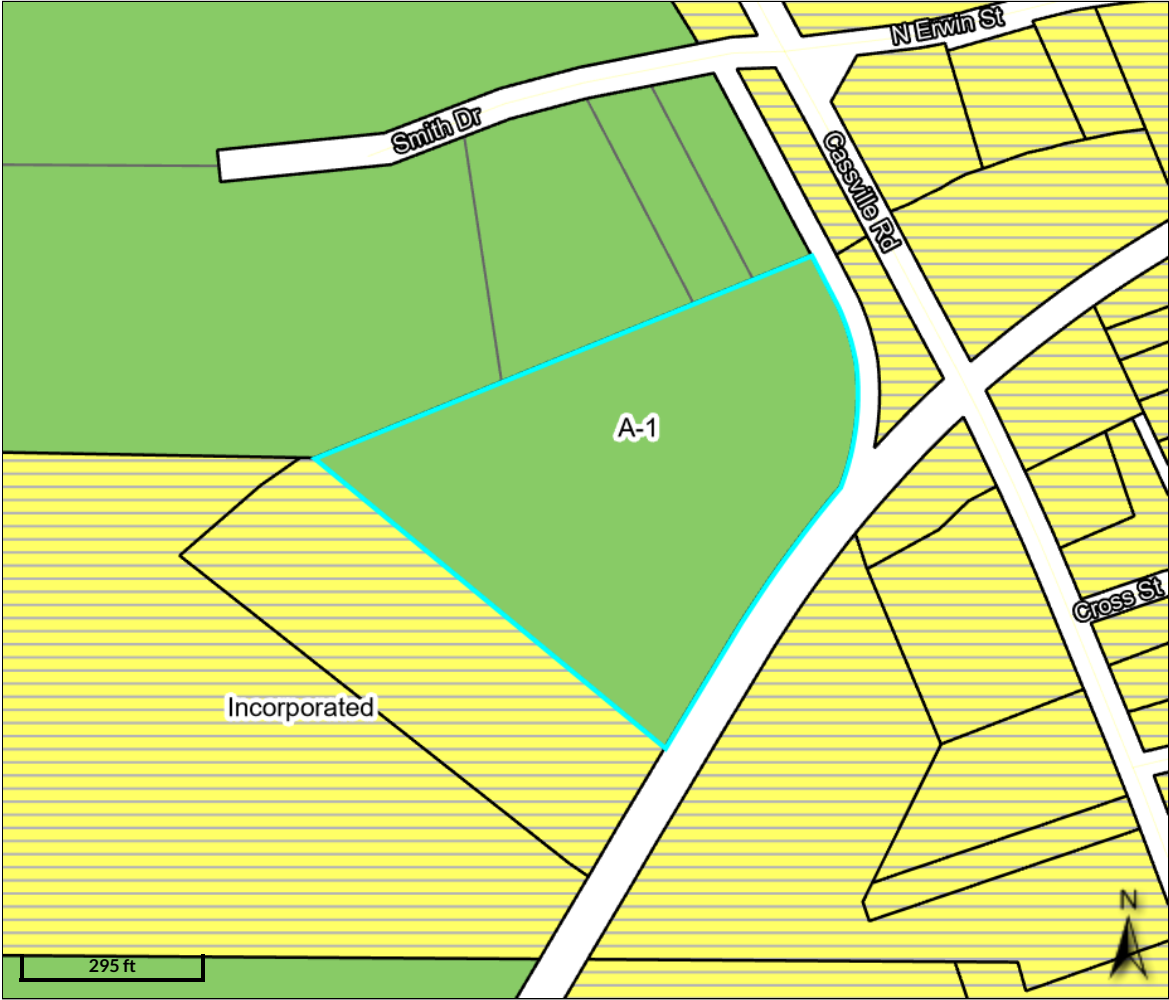 N Erwin St
Smith Dr
Cassville Rd
A-1
Cross St
Incorporated
N
295 ft